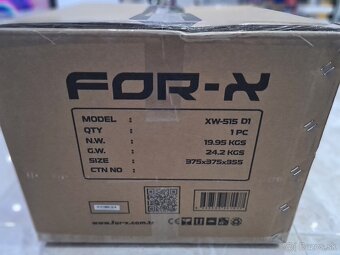 FOR-X
MODEL : XW-515 D1
QTY : 1 PC
N.W. : 19.95 KGS
G.W. : 24.2 KGS
SIZE : 375x375x355
CTN NO :
www.for-x.com.tr